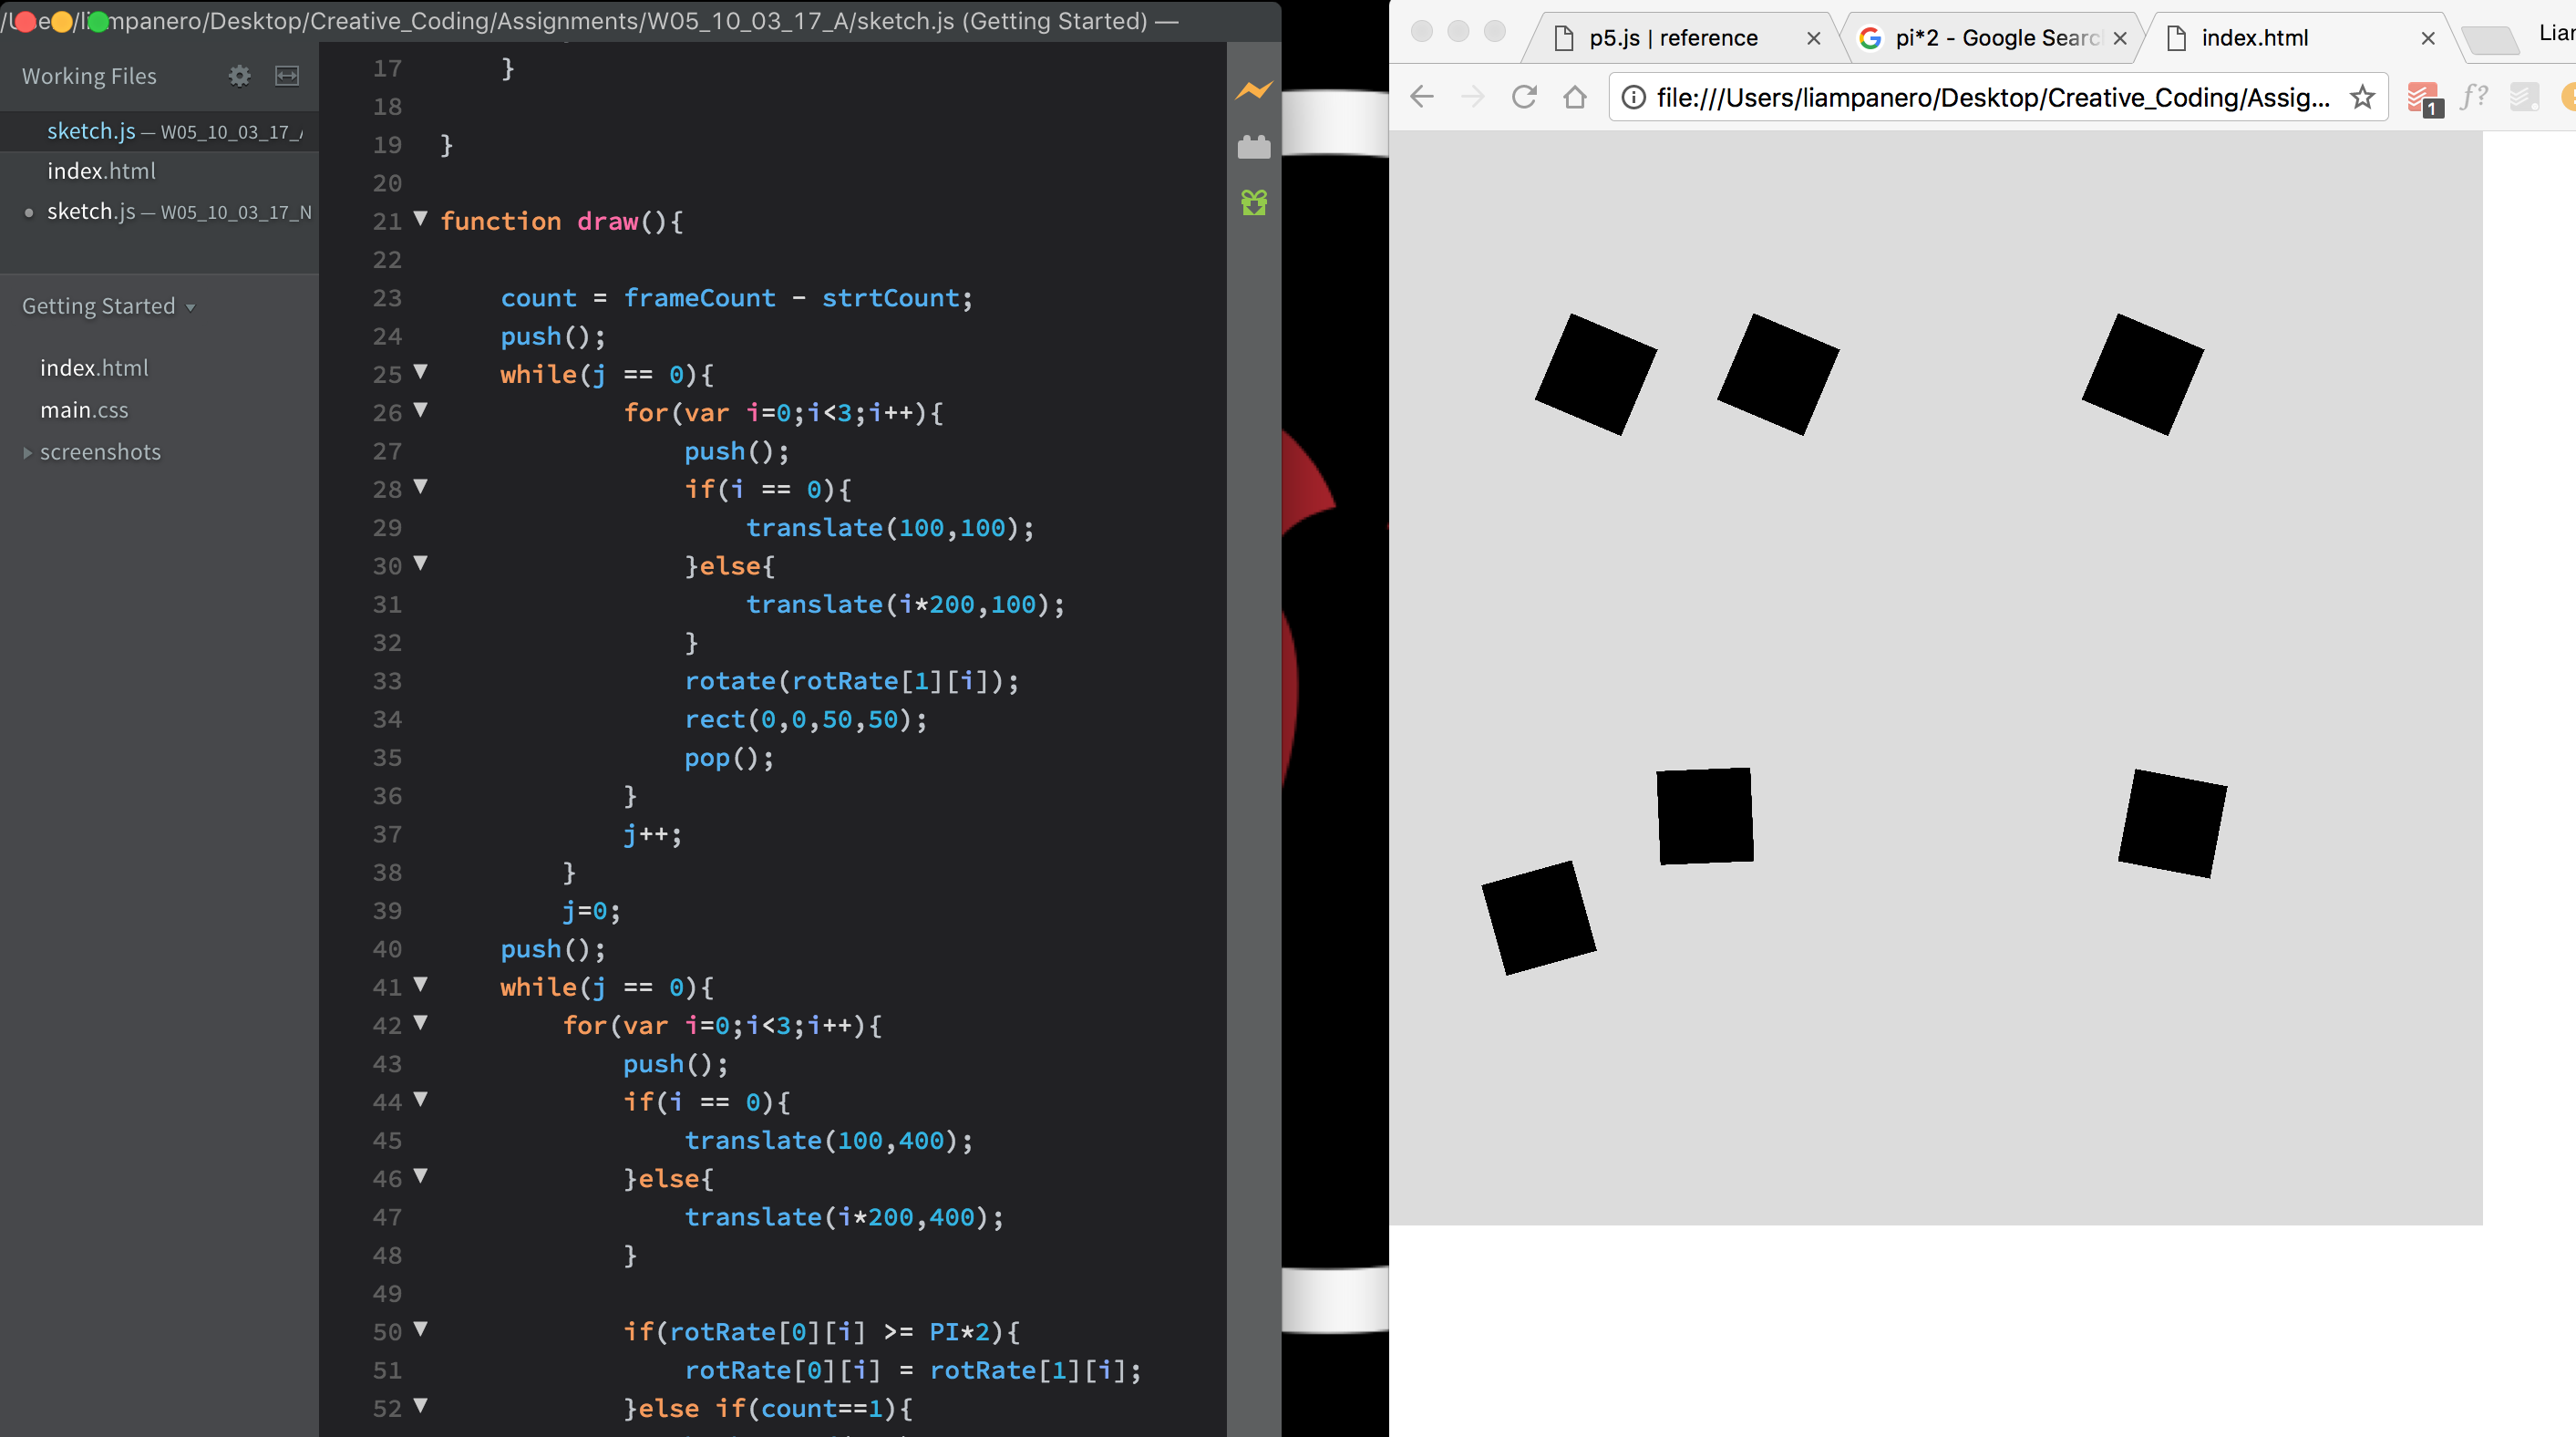 /Users/liampanero/Desktop/Creative_Coding/Assignments/W05_10_03_17_A/sketch.js (Getting Started) —
Working Files
sketch.js — W05_10_03_17_
index.html
sketch.js — W05_10_03_17_N
Getting Started
index.html
main.css
screenshots
17 }
18
19 }
20
21 function draw(){
22
23 count = frameCount - strtCount;
24 push();
25 while(j == 0){
26 for(var i=0;i<3;i++){
27 push();
28 if(i == 0){
29 translate(100,100);
30 }else{
31 translate(i*200,100);
32 }
33 rotate(rotRate[1][i]);
34 rect(0,0,50,50);
35 pop();
36 }
37 j++;
38 }
39 j=0;
40 push();
41 while(j == 0){
42 for(var i=0;i<3;i++){
43 push();
44 if(i == 0){
45 translate(100,400);
46 }else{
47 translate(i*200,400);
48 }
49
50 if(rotRate[0][i] >= PI*2){
51 rotRate[0][i] = rotRate[1][i];
52 }else if(count==1){
p5.js | reference
pi*2 - Google Searc
index.html
Liar
file:///Users/liampanero/Desktop/Creative_Coding/Assig...
1
f?